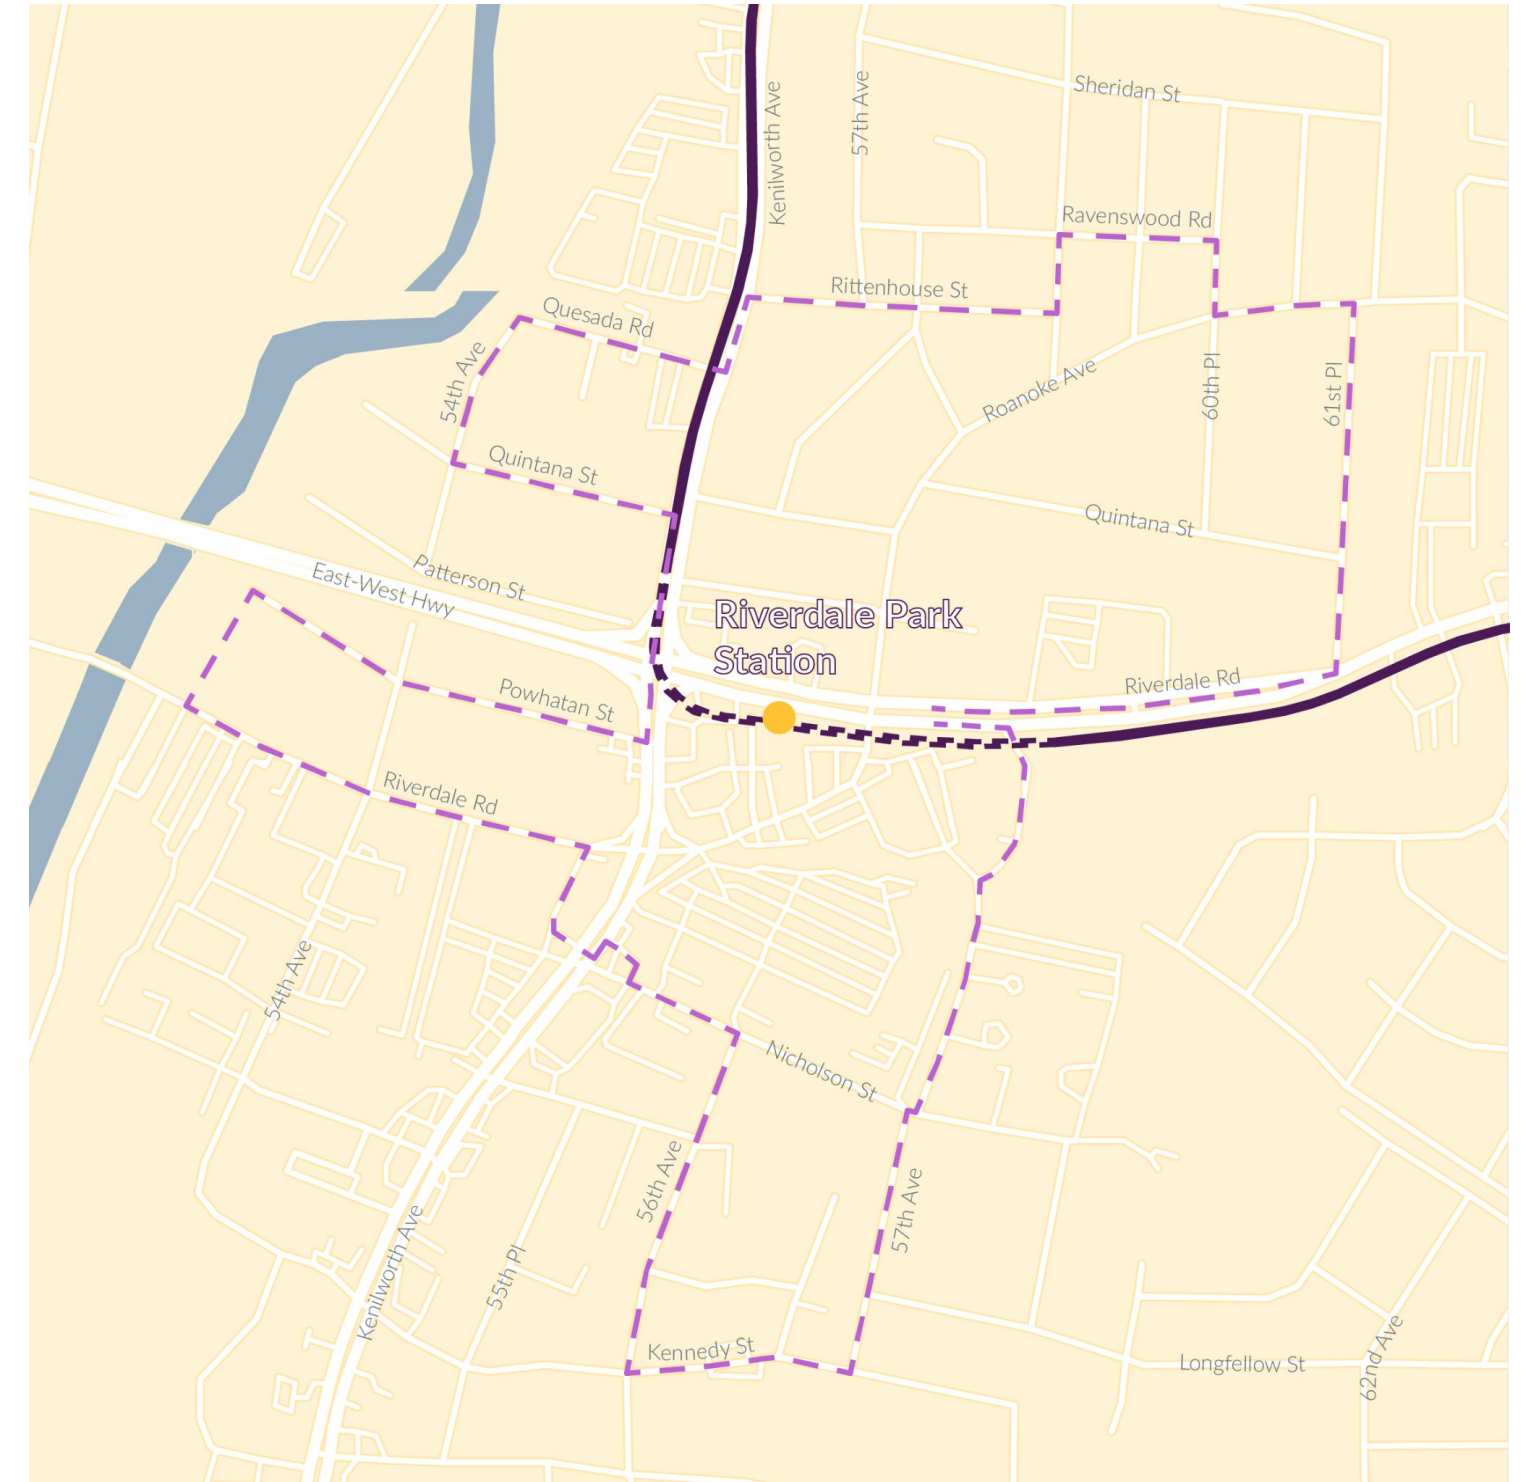 Sheridan St
57th Ave
Kenilworth Ave
Ravenswood Rd
Rittenhouse St
Quesada Rd
54th Ave
60th Pl
61st Pl
Roanoke Ave
Quintana St
Quintana St
Patterson St
East-West Hwy
Riverdale Park
Station
Riverdale Rd
Powhatan St
Riverdale Rd
54th Ave
Nicholson St
56th Ave
57th Ave
Kenilworth Ave
55th Pl
Kennedy St
Longfellow St
62nd Ave